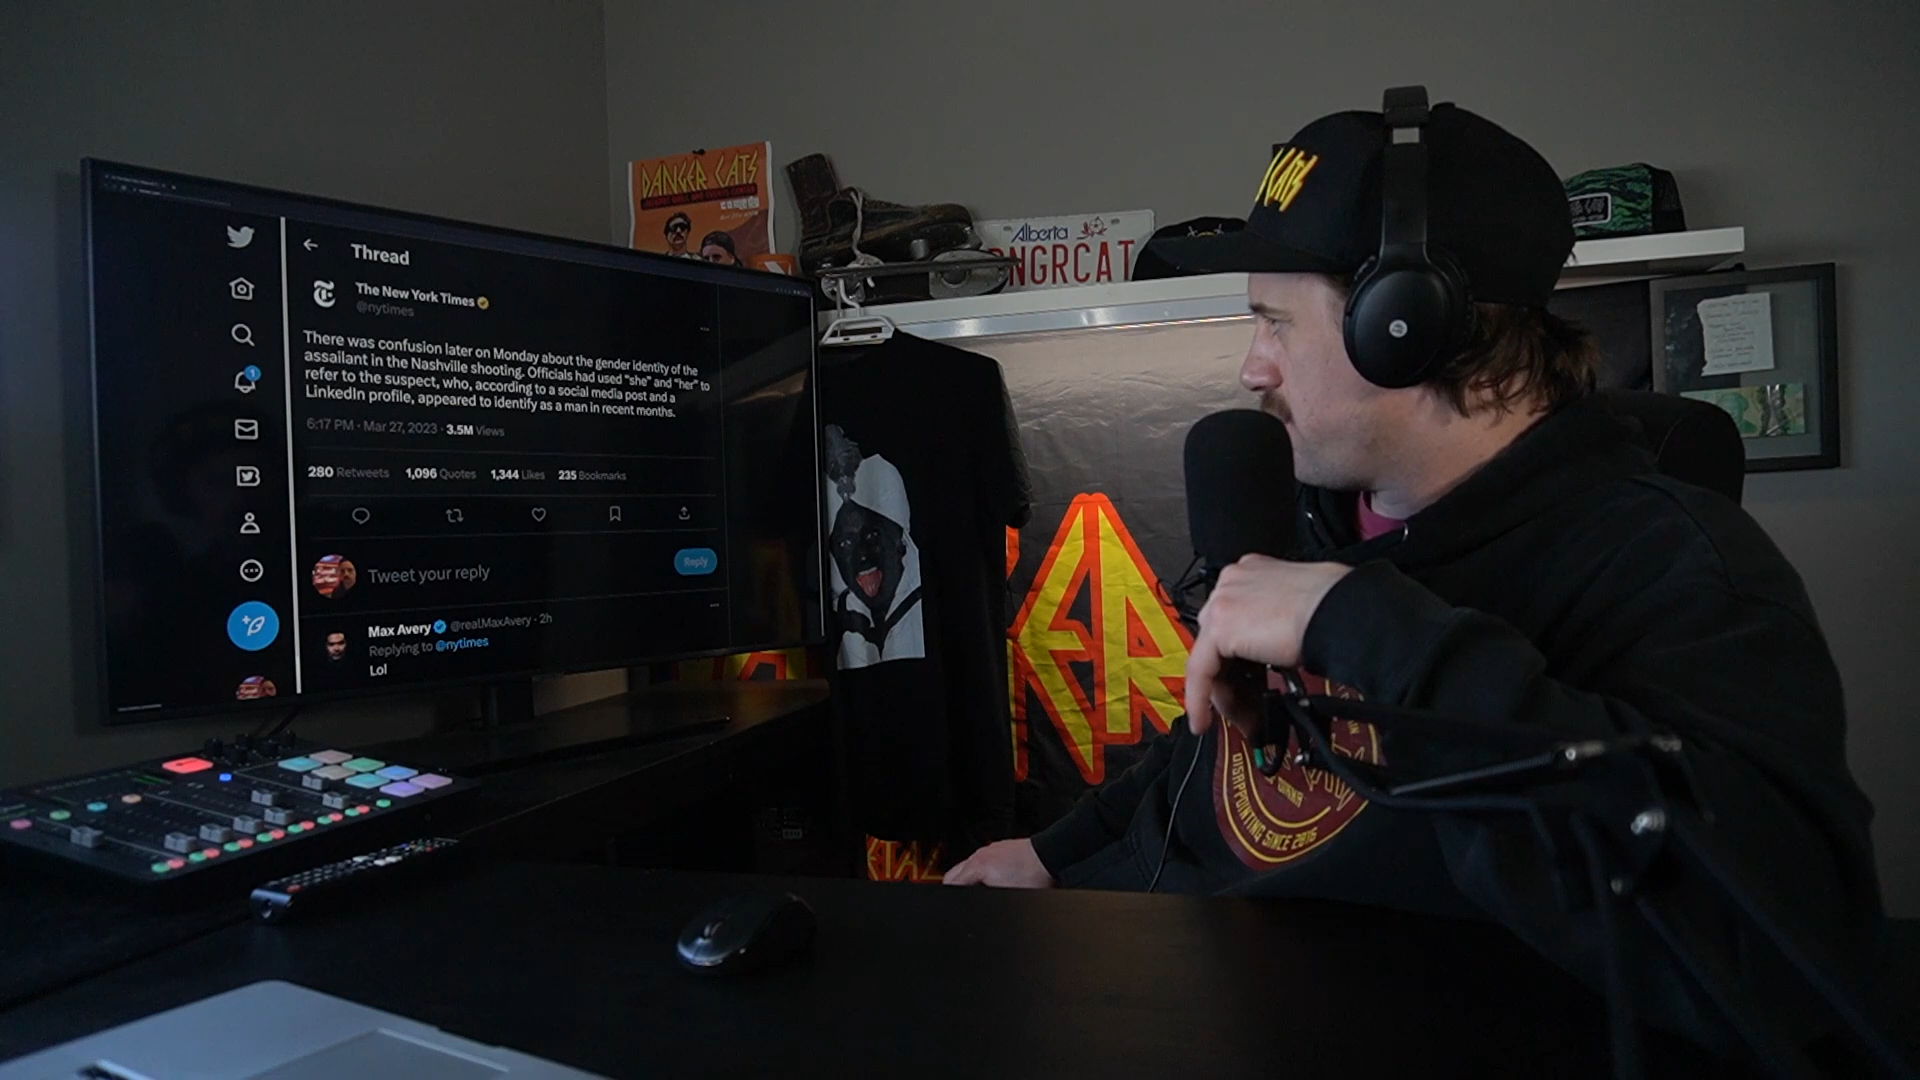 Thread
The New York Times
@nytimes
There was confusion later on Monday about the gender identity of the
assailant in the Nashville shooting. Officials had used “she” and “her” to
refer to the suspect, who, according to a social media post and a
LinkedIn profile, appeared to identify as a man in recent months.
6:17 PM · Mar 27, 2023 · 3.5M Views
280 Retweets 1,096 Quotes 1,344 Likes 235 Bookmarks
Tweet your reply
Reply
Max Avery @realMaxAvery · 2h
Replying to @nytimes
Lol
1
DANGER CATS
Alberta
NGRCAT
CATS
DISAPPOINTING SINCE 2016